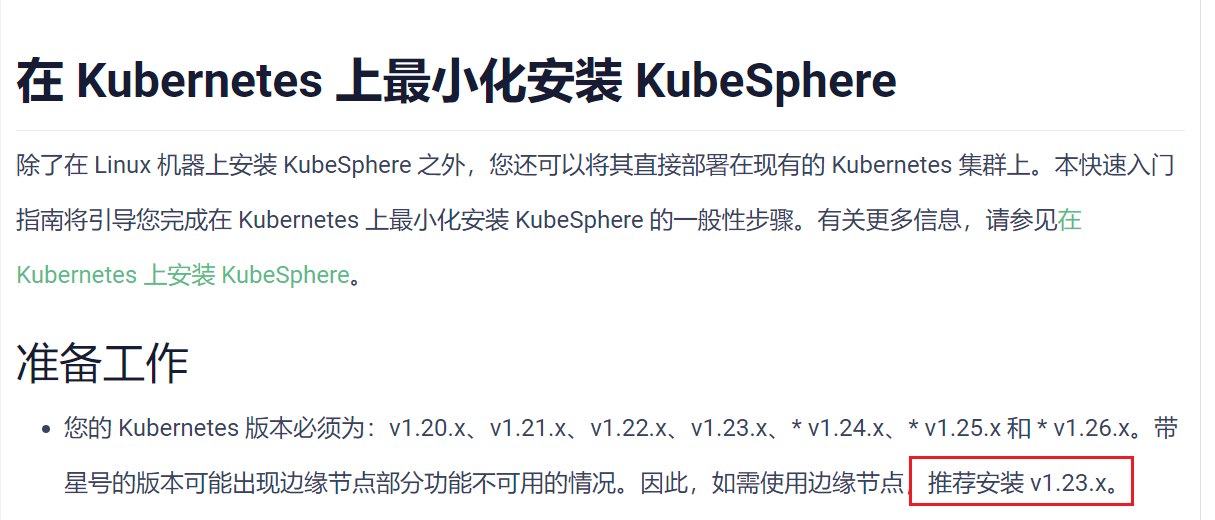 在 Kubernetes 上最小化安装 KubeSphere
除了在 Linux 机器上安装 KubeSphere 之外，您还可以将其直接部署在现有的 Kubernetes 集群上。本快速入门
指南将引导您完成在 Kubernetes 上最小化安装 KubeSphere 的一般性步骤。有关更多信息，请参见在
Kubernetes 上安装 KubeSphere。
准备工作
• 您的 Kubernetes 版本必须为：v1.20.x、v1.21.x、v1.22.x、v1.23.x、* v1.24.x、* v1.25.x 和 * v1.26.x。带
星号的版本可能出现边缘节点部分功能不可用的情况。因此，如需使用边缘节点，推荐安装 v1.23.x。